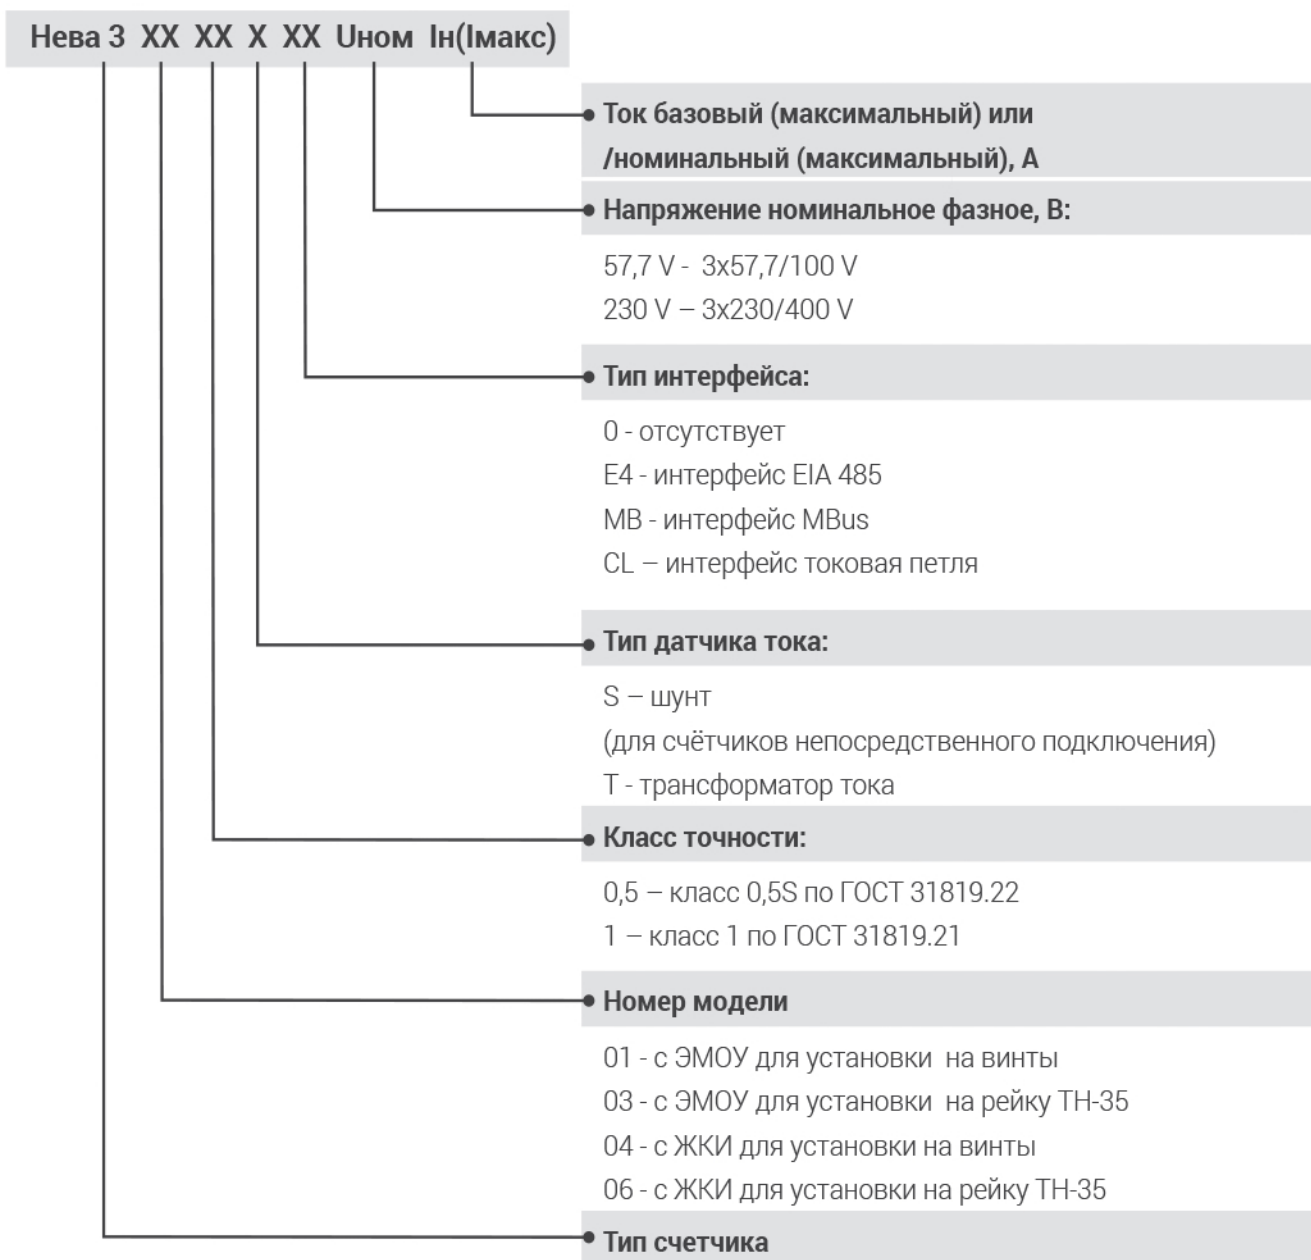 Нева 3 XX XX X XX Uном Iн(Iмакс)
Ток базовый (максимальный) или
/номинальный (максимальный), А
Напряжение номинальное фазное, В:
57,7 V - 3x57,7/100 V
230 V – 3x230/400 V
Тип интерфейса:
0 - отсутствует
E4 - интерфейс EIA 485
MB - интерфейс MBus
CL – интерфейс токовая петля
Тип датчика тока:
S – шунт
(для счётчиков непосредственного подключения)
T - трансформатор тока
Класс точности:
0,5 – класс 0,5S по ГОСТ 31819.22
1 – класс 1 по ГОСТ 31819.21
Номер модели
01 - с ЭМОУ для установки на винты
03 - с ЭМОУ для установки на рейку ТН-35
04 - с ЖКИ для установки на винты
06 - с ЖКИ для установки на рейку ТН-35
Тип счетчика